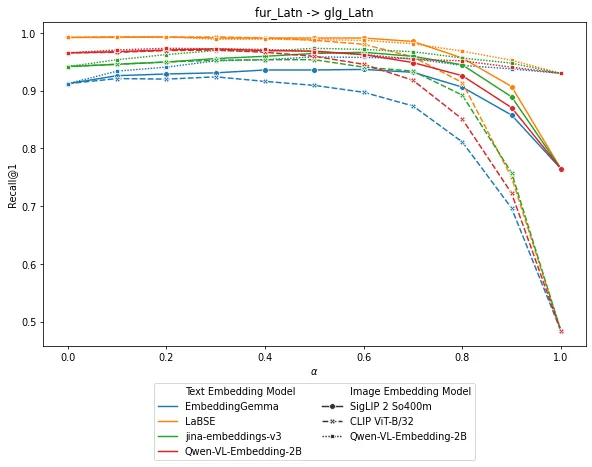 fur_Latn -> glg_Latn
Recall@1
1.0
0.9
0.8
0.7
0.6
0.5
0.0 0.2 0.4 0.6 0.8 1.0
α
Text Embedding Model Image Embedding Model
EmbeddingGemma SigLIP 2 So400m
LaBSE CLIP ViT-B/32
jina-embeddings-v3 Qwen-VL-Embedding-2B
Qwen-VL-Embedding-2B